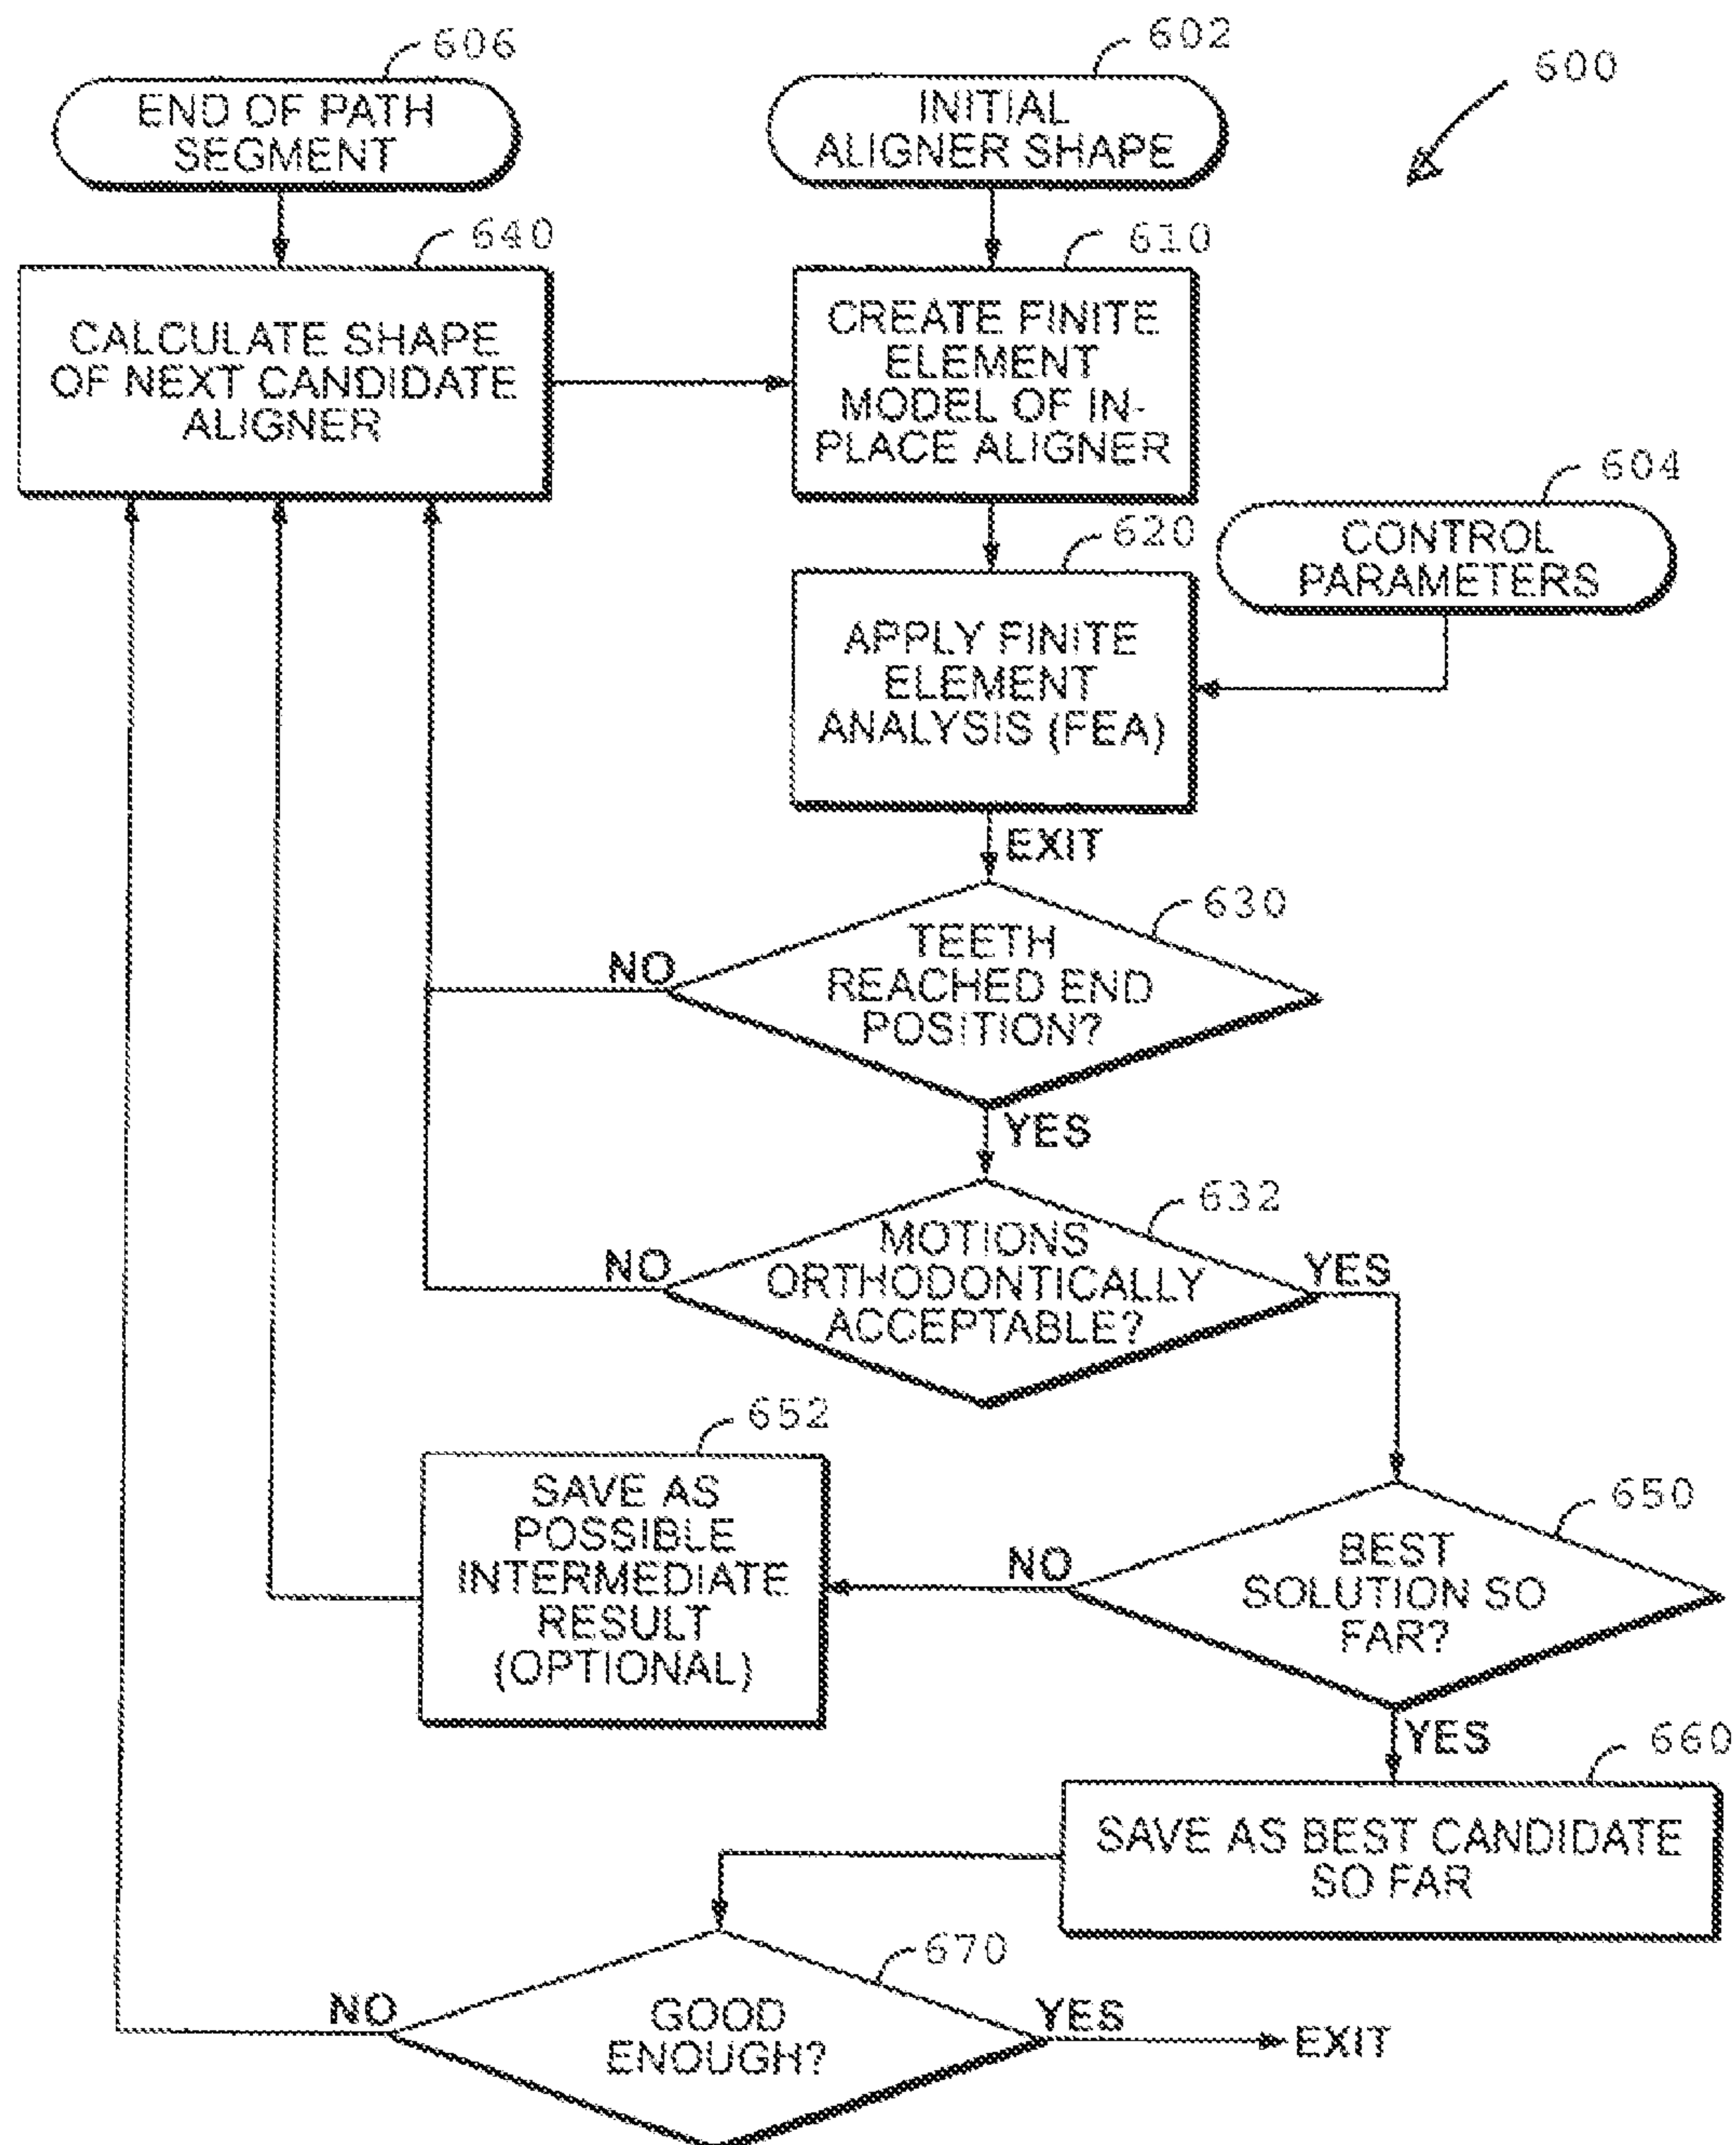 606
END OF PATH
SEGMENT
602
INITIAL
ALIGNER SHAPE
600
640
CALCULATE SHAPE
OF NEXT CANDIDATE
ALIGNER
610
CREATE FINITE
ELEMENT
MODEL OF IN-
PLACE ALIGNER
604
CONTROL
PARAMETERS
620
APPLY FINITE
ELEMENT
ANALYSIS (FEA)
EXIT
630
TEETH
REACHED END
POSITION?
NO
YES
632
MOTIONS
ORTHODONTICALLY
ACCEPTABLE?
NO
YES
652
SAVE AS
POSSIBLE
INTERMEDIATE
RESULT
(OPTIONAL)
650
BEST
SOLUTION SO
FAR?
NO
YES
660
SAVE AS BEST CANDIDATE
SO FAR
670
GOOD
ENOUGH?
NO
YES
EXIT